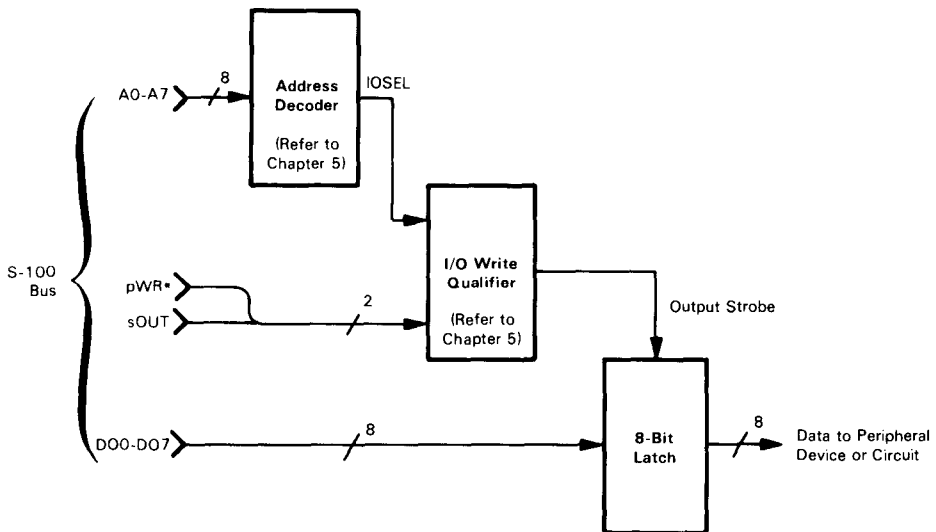 8
A0-A7
Address
Decoder
(Refer to
Chapter 5)
IOSEL
S-100
Bus
pWR*
sOUT
2
I/O Write
Qualifier
(Refer to
Chapter 5)
Output Strobe
DO0-DO7
8
8-Bit
Latch
8
Data to Peripheral
Device or Circuit